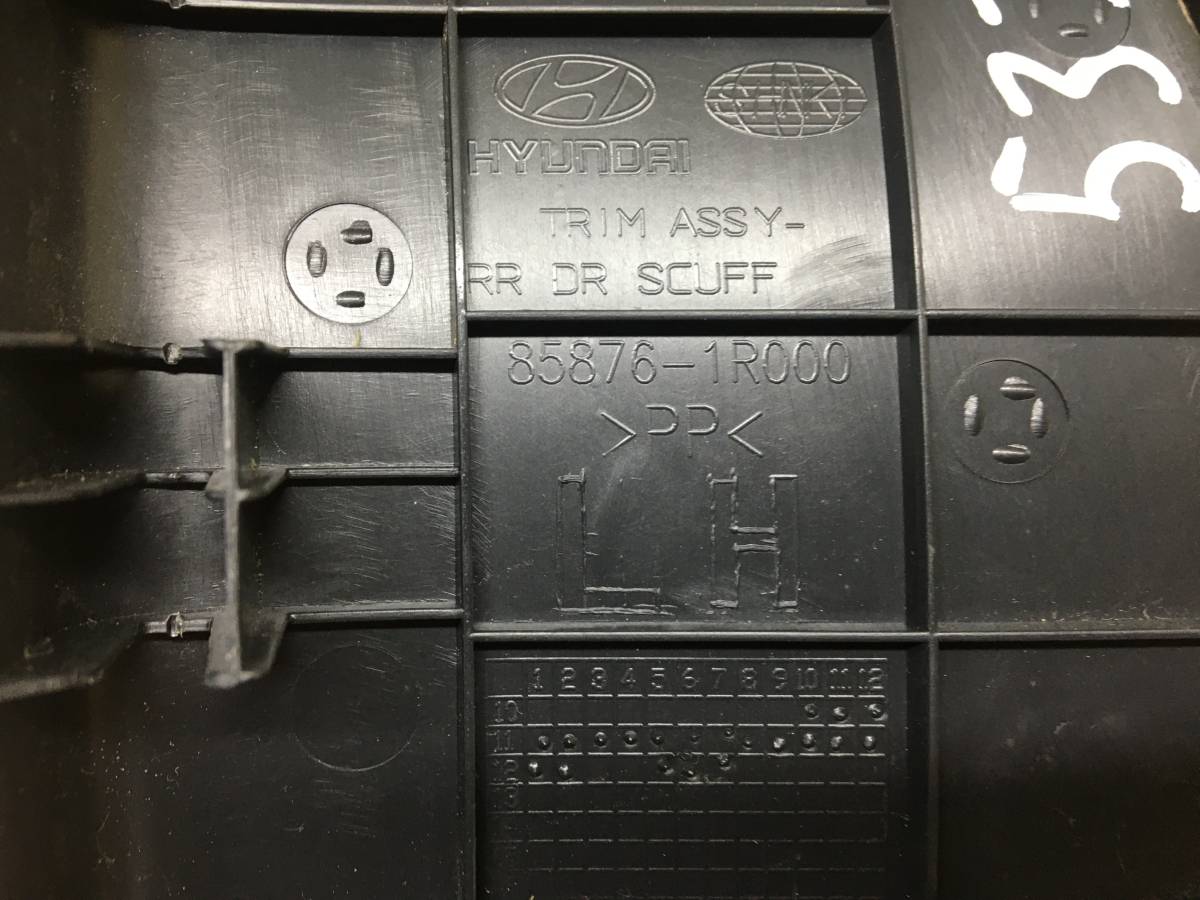 HYUNDAI
TRIM ASSY-
RR DR SCUFF
85876-1R000
>PP<
LH
1 2 3 4 5 6 7 8 9 10 11 12
10
11
12
53